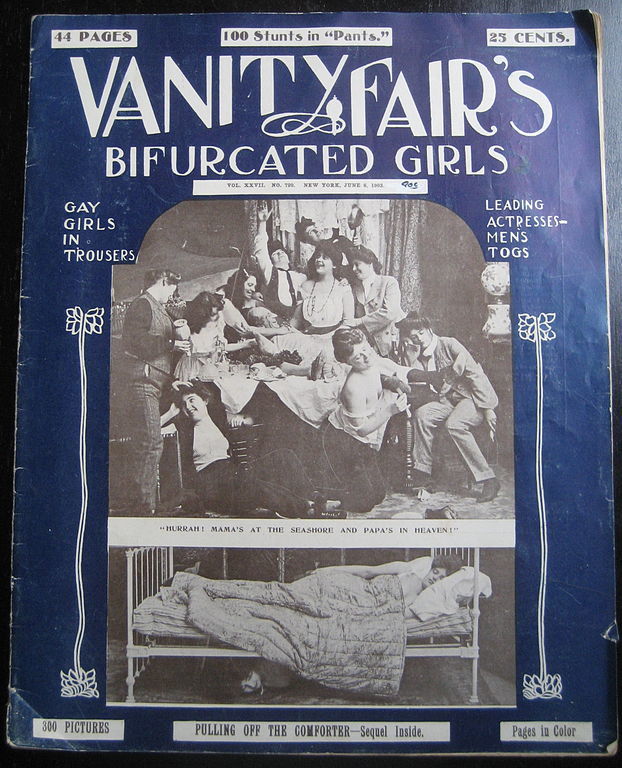 44 PAGES
100 Stunts in "Pants."
25 CENTS.
VANITY FAIR'S
BIFURCATED GIRLS
VOL. XXVII. NO. 799. NEW YORK, JUNE 6, 1903.
GAY
GIRLS
IN
TROUSERS
LEADING
ACTRESSES–
MENS
TOGS
"HURRAH! MAMA'S AT THE SEASHORE AND PAPA'S IN HEAVEN!"
300 PICTURES
PULLING OFF THE COMFORTER—Sequel Inside.
Pages in Color